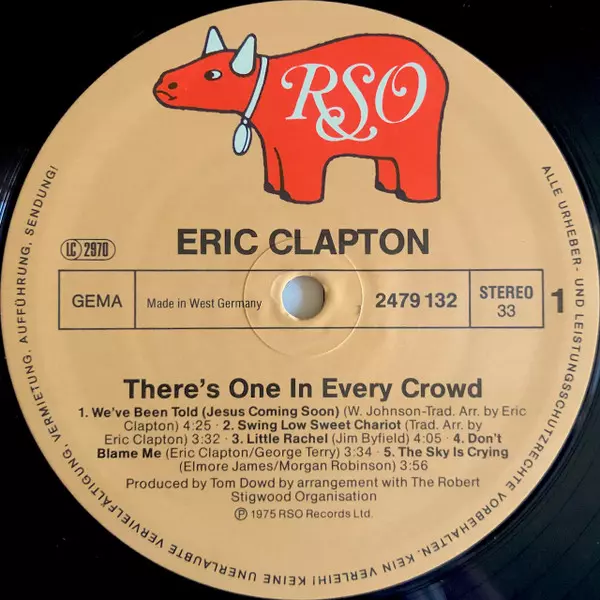 RSO
ERIC CLAPTON
LC 2970
GEMA
Made in West Germany
2479 132
STEREO
33
1
There's One In Every Crowd
1. We've Been Told (Jesus Coming Soon) (W. Johnson-Trad. Arr. by Eric
Clapton) 4:25 · 2. Swing Low Sweet Chariot (Trad. Arr. by
Eric Clapton) 3:32 · 3. Little Rachel (Jim Byfield) 4:05 · 4. Don't
Blame Me (Eric Clapton/George Terry) 3:34 · 5. The Sky Is Crying
(Elmore James/Morgan Robinson) 3:56
Produced by Tom Dowd by arrangement with The Robert
Stigwood Organisation
℗ 1975 RSO Records Ltd.
ALLE URHEBER- UND LEISTUNGSSCHUTZRECHTE VORBEHALTEN. KEIN VERLEIH! KEINE UNERLAUBTE VERVIELFÄLTIGUNG, VERMIETUNG, AUFFÜHRUNG, SENDUNG!